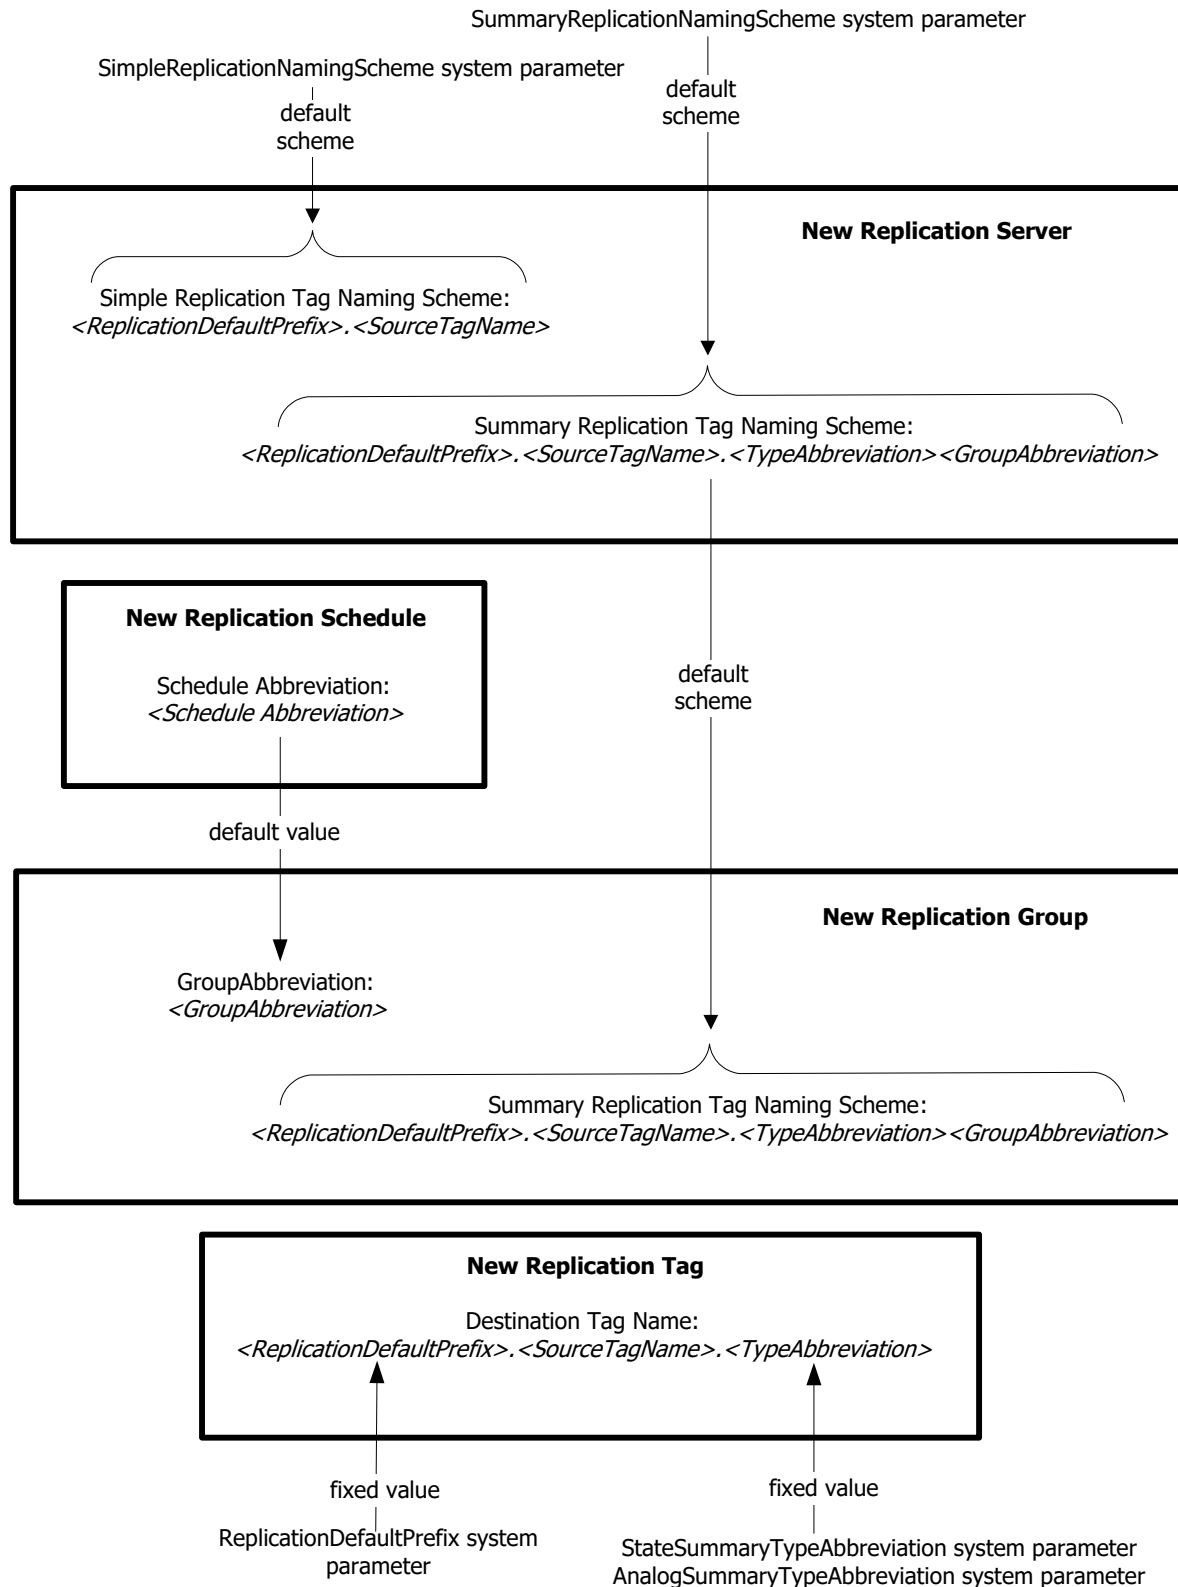 SummaryReplicationNamingScheme system parameter
SimpleReplicationNamingScheme system parameter
default
scheme
default
scheme
New Replication Server
Simple Replication Tag Naming Scheme:
<ReplicationDefaultPrefix>.<SourceTagName>
Summary Replication Tag Naming Scheme:
<ReplicationDefaultPrefix>.<SourceTagName>.<TypeAbbreviation><GroupAbbreviation>
New Replication Schedule
Schedule Abbreviation:
<Schedule Abbreviation>
default
scheme
default value
New Replication Group
GroupAbbreviation:
<GroupAbbreviation>
Summary Replication Tag Naming Scheme:
<ReplicationDefaultPrefix>.<SourceTagName>.<TypeAbbreviation><GroupAbbreviation>
New Replication Tag
Destination Tag Name:
<ReplicationDefaultPrefix>.<SourceTagName>.<TypeAbbreviation>
fixed value
ReplicationDefaultPrefix system
parameter
fixed value
StateSummaryTypeAbbreviation system parameter
AnalogSummaryTypeAbbreviation system parameter